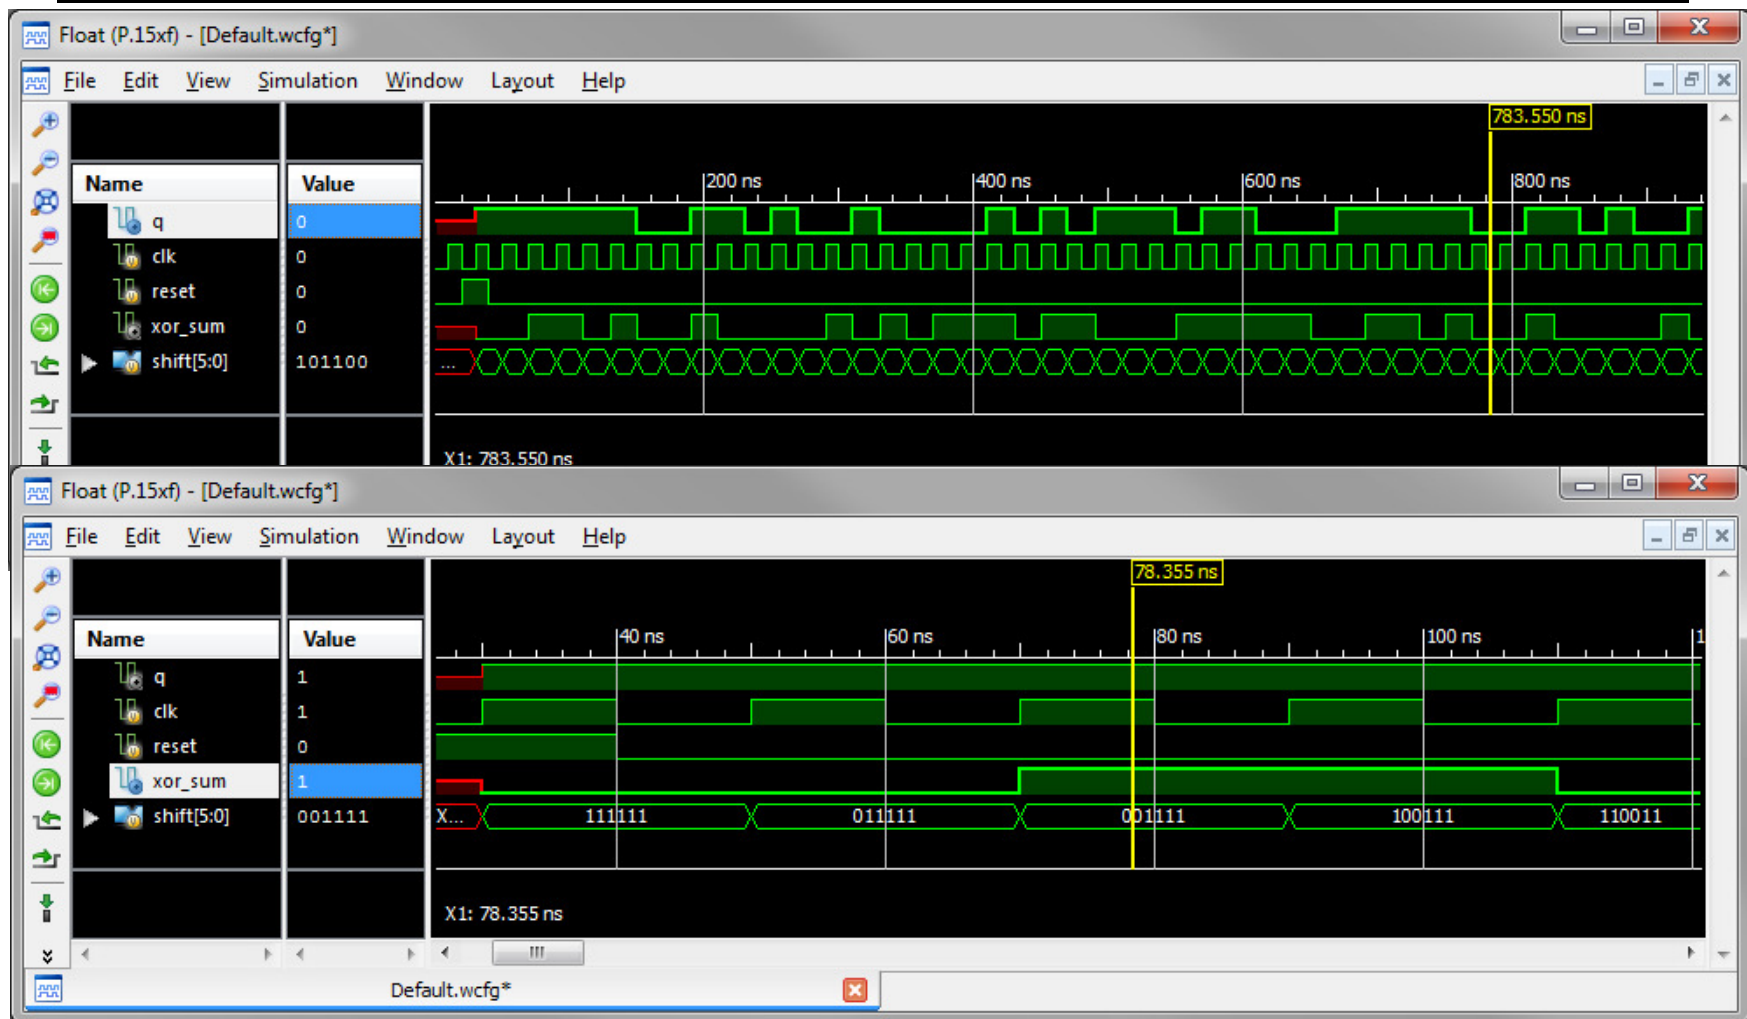 Float (P.15xf) - [Default.wcfg*]
File Edit View Simulation Window Layout Help
783.550 ns
Name Value 200 ns 400 ns 600 ns 800 ns
q 0
clk 0
reset 0
xor_sum 0
shift[5:0] 101100 ...
X1: 783.550 ns
Float (P.15xf) - [Default.wcfg*]
File Edit View Simulation Window Layout Help
78.355 ns
Name Value 40 ns 60 ns 80 ns 100 ns 1
q 1
clk 1
reset 0
xor_sum 1
shift[5:0] 001111 X... 111111 011111 001111 100111 110011
X1: 78.355 ns
Default.wcfg*